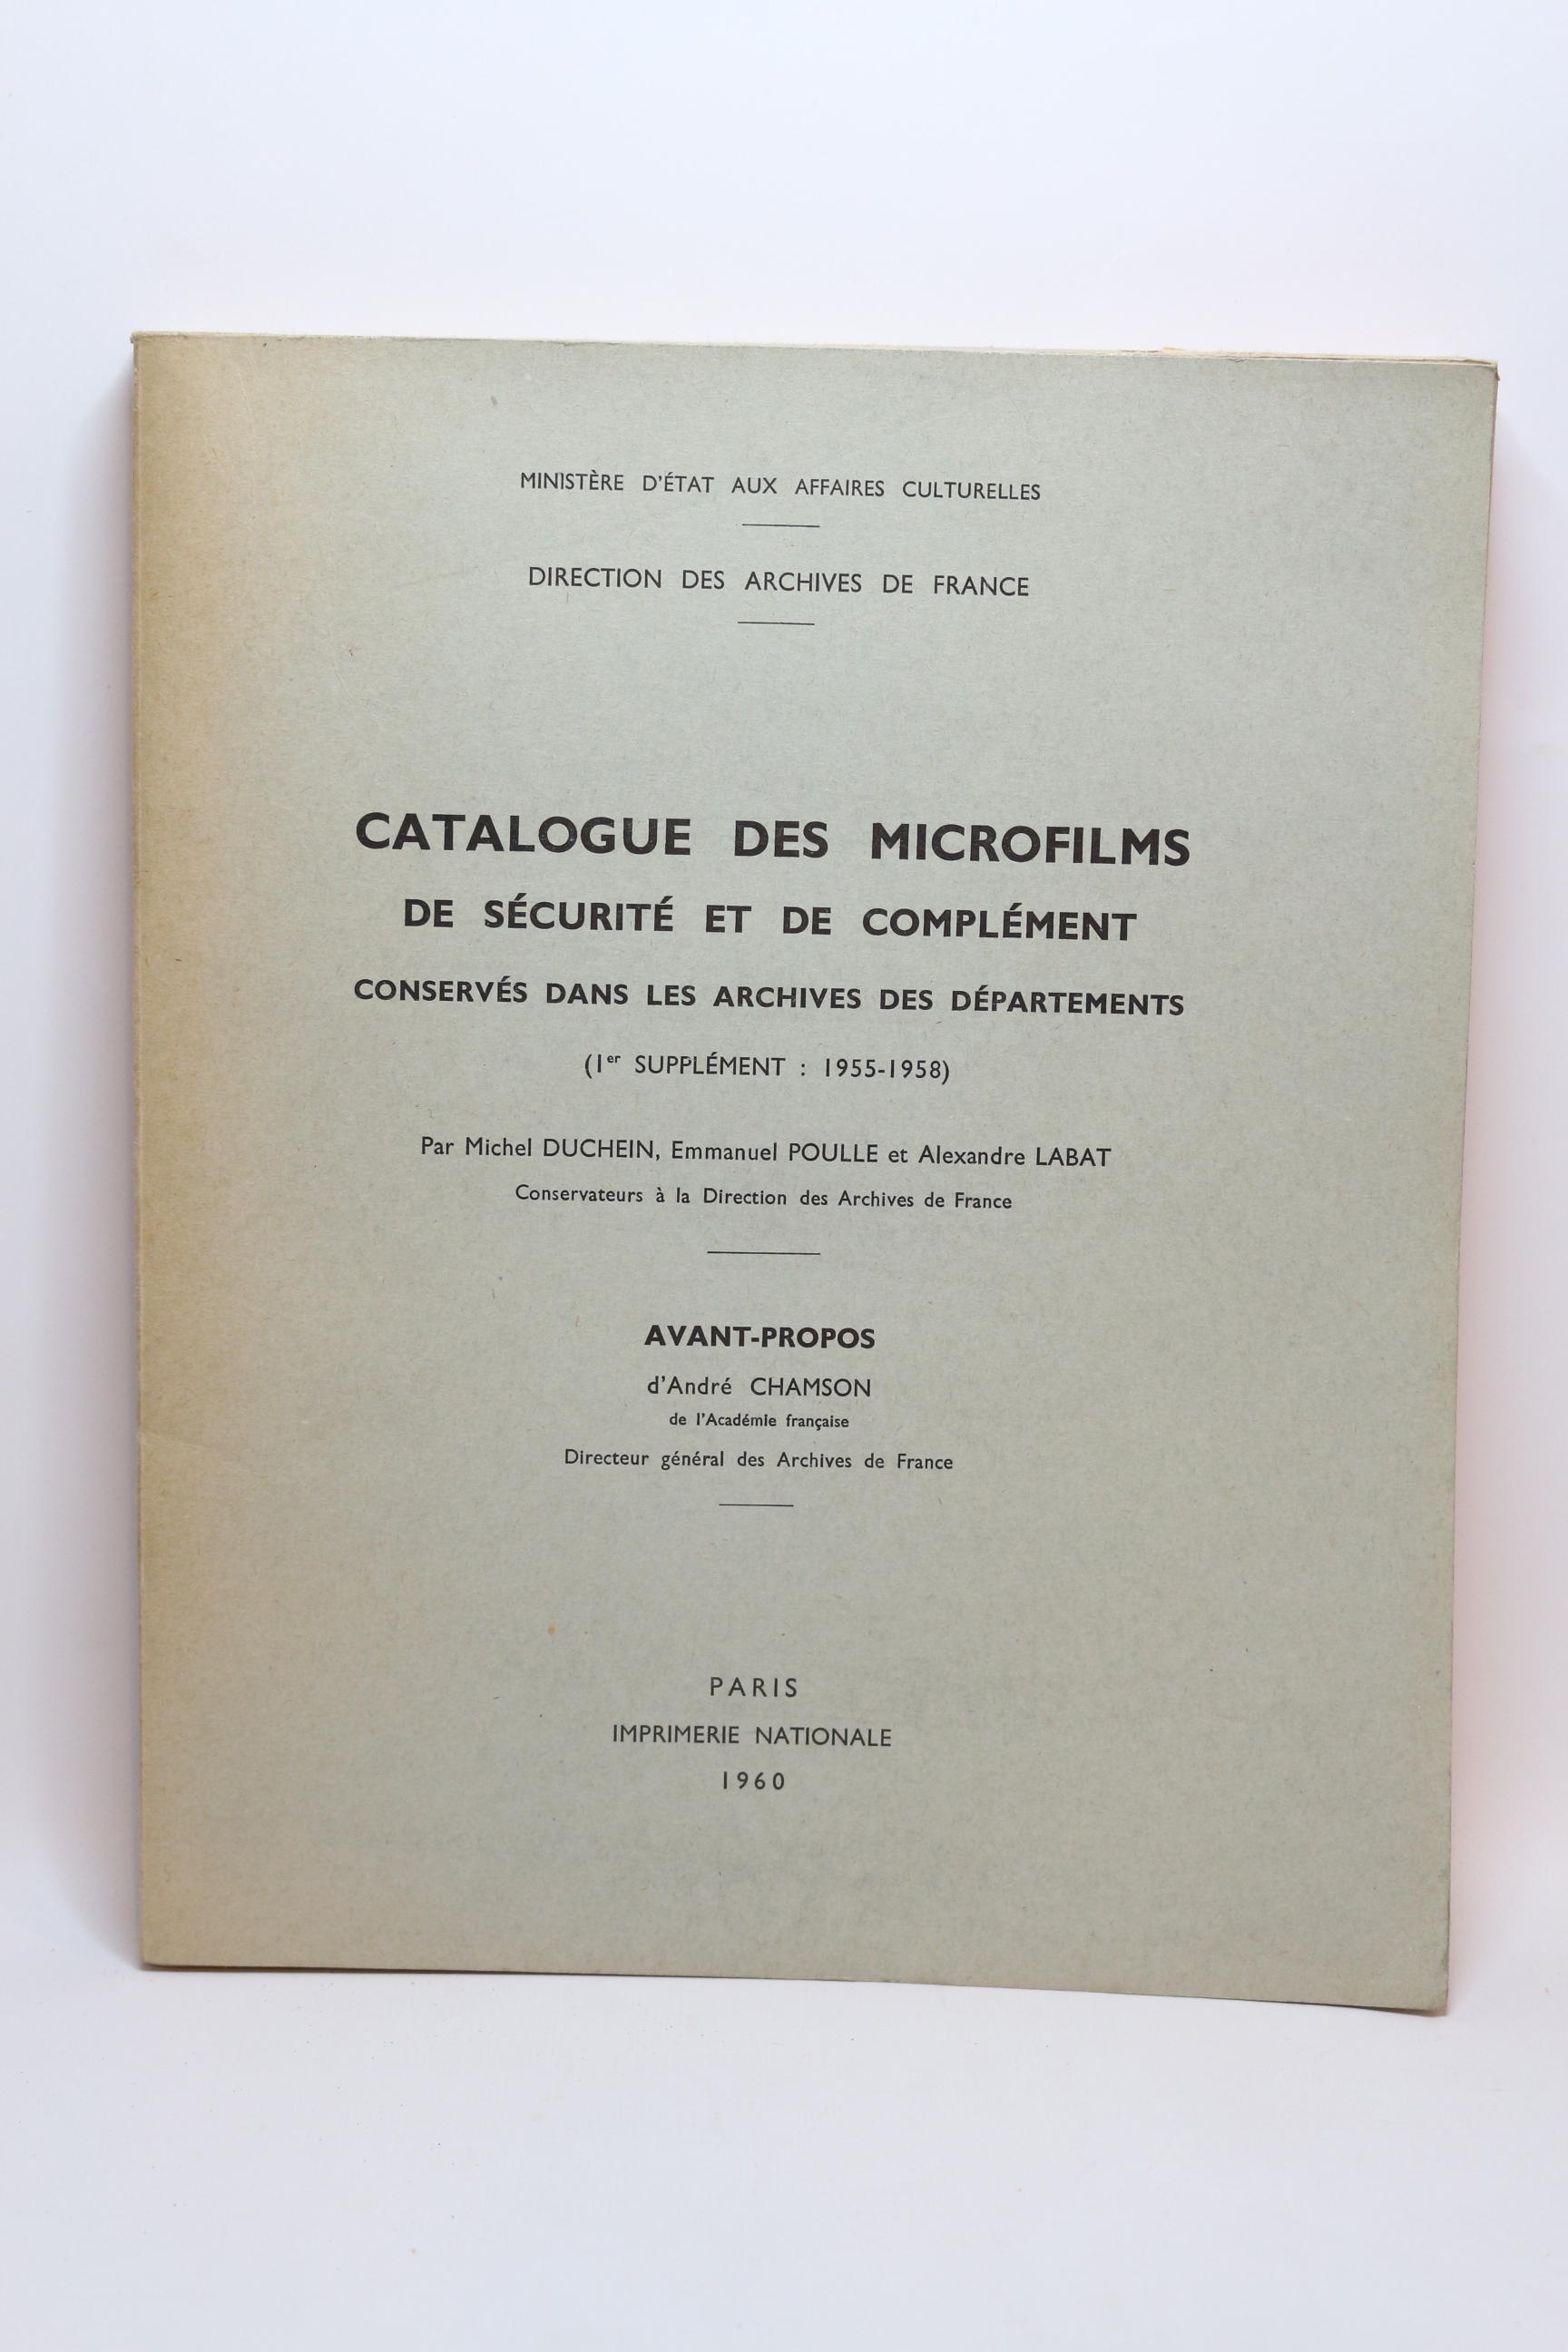 MINISTÈRE D'ÉTAT AUX AFFAIRES CULTURELLES
DIRECTION DES ARCHIVES DE FRANCE
CATALOGUE DES MICROFILMS
DE SÉCURITÉ ET DE COMPLÉMENT
CONSERVÉS DANS LES ARCHIVES DES DÉPARTEMENTS
(1er SUPPLÉMENT : 1955-1958)
Par Michel DUCHEIN, Emmanuel POULLE et Alexandre LABAT
Conservateurs à la Direction des Archives de France
AVANT-PROPOS
d'André CHAMSON
de l'Académie française
Directeur général des Archives de France
PARIS
IMPRIMERIE NATIONALE
1960